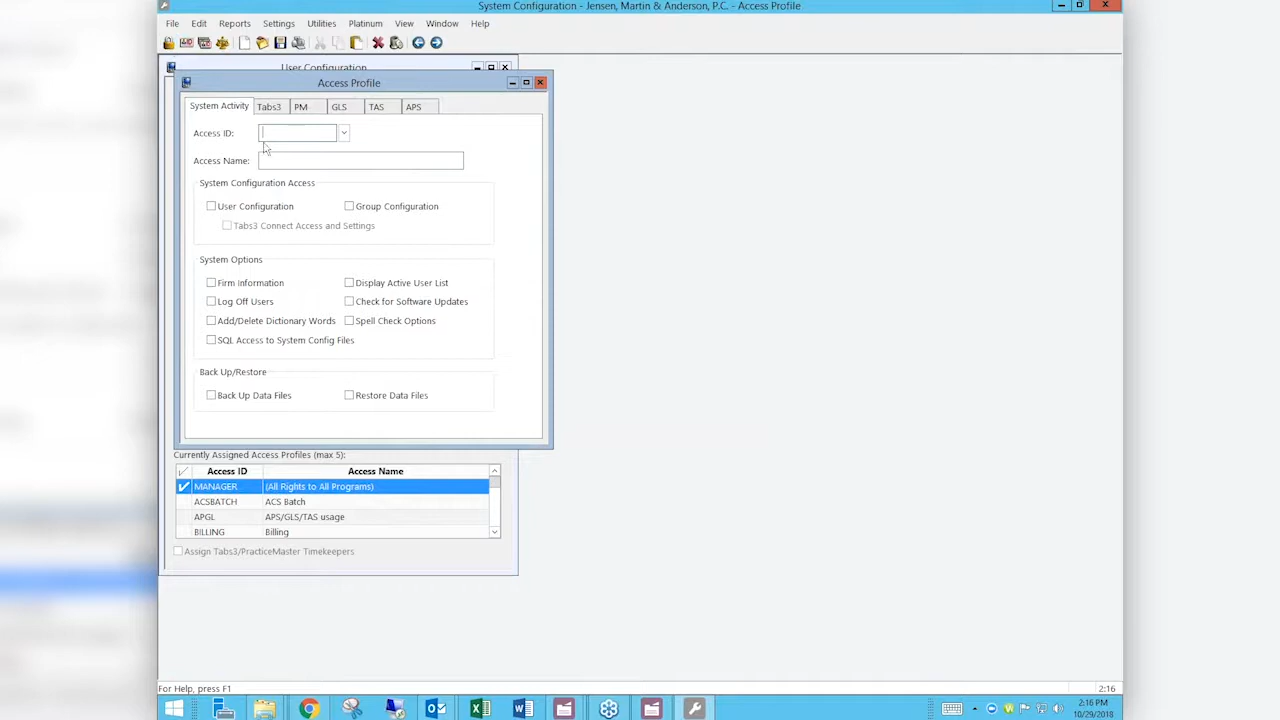 System Configuration - Jensen, Martin & Anderson, P.C. - Access Profile
File Edit Reports Settings Utilities Platinum View Window Help
User Configuration
Access Profile
System Activity Tabs3 PM GLS TAS APS
Access ID:
Access Name:
System Configuration Access
User Configuration Group Configuration
Tabs3 Connect Access and Settings
System Options
Firm Information Display Active User List
Log Off Users Check for Software Updates
Add/Delete Dictionary Words Spell Check Options
SQL Access to System Config Files
Back Up/Restore
Back Up Data Files Restore Data Files
Currently Assigned Access Profiles (max 5):
Access ID Access Name
MANAGER (All Rights to All Programs)
ACSBATCH ACS Batch
APGL APS/GLS/TAS usage
BILLING Billing
Assign Tabs3/PracticeMaster Timekeepers
For Help, press F1 2:16
2:16 PM
10/29/2018